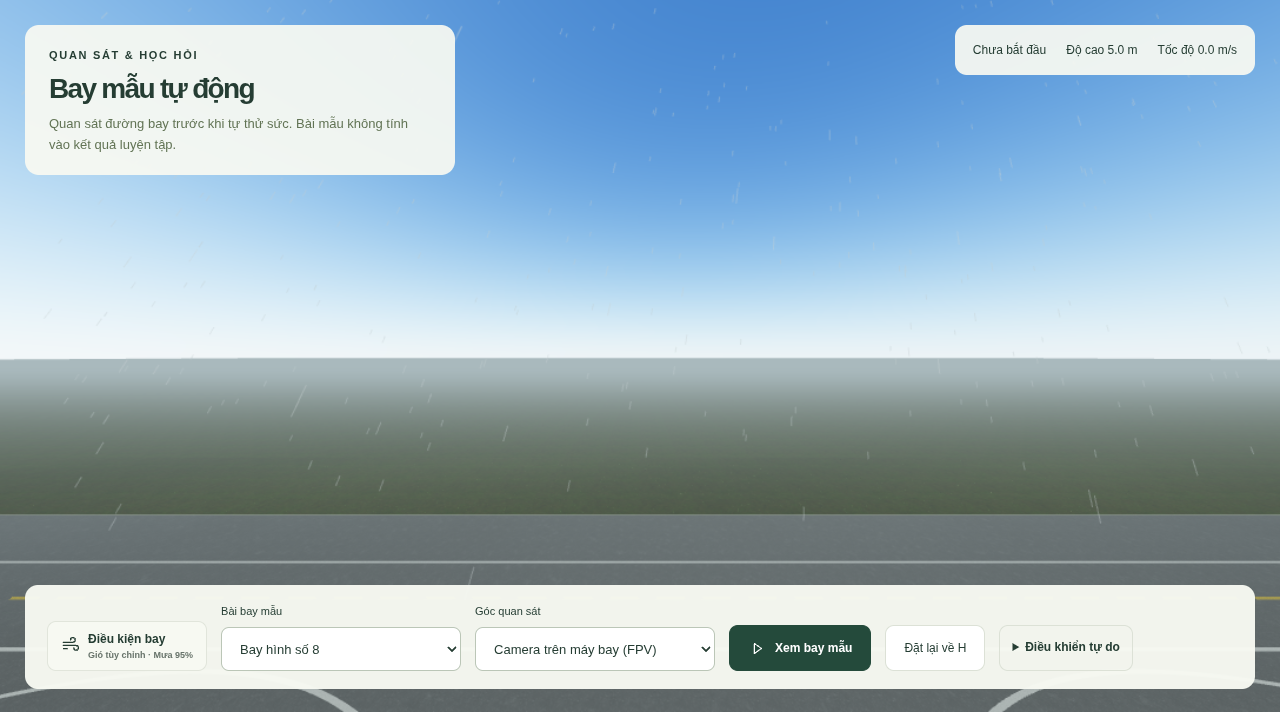 QUAN SÁT & HỌC HỎI
Bay mẫu tự động
Quan sát đường bay trước khi tự thử sức. Bài mẫu không tính
vào kết quả luyện tập.
Chưa bắt đầu Độ cao 5.0 m Tốc độ 0.0 m/s
Điều kiện bay
Gió tùy chỉnh · Mưa 95%
Bài bay mẫu
Bay hình số 8
Góc quan sát
Camera trên máy bay (FPV)
Xem bay mẫu
Đặt lại về H
Điều khiển tự do